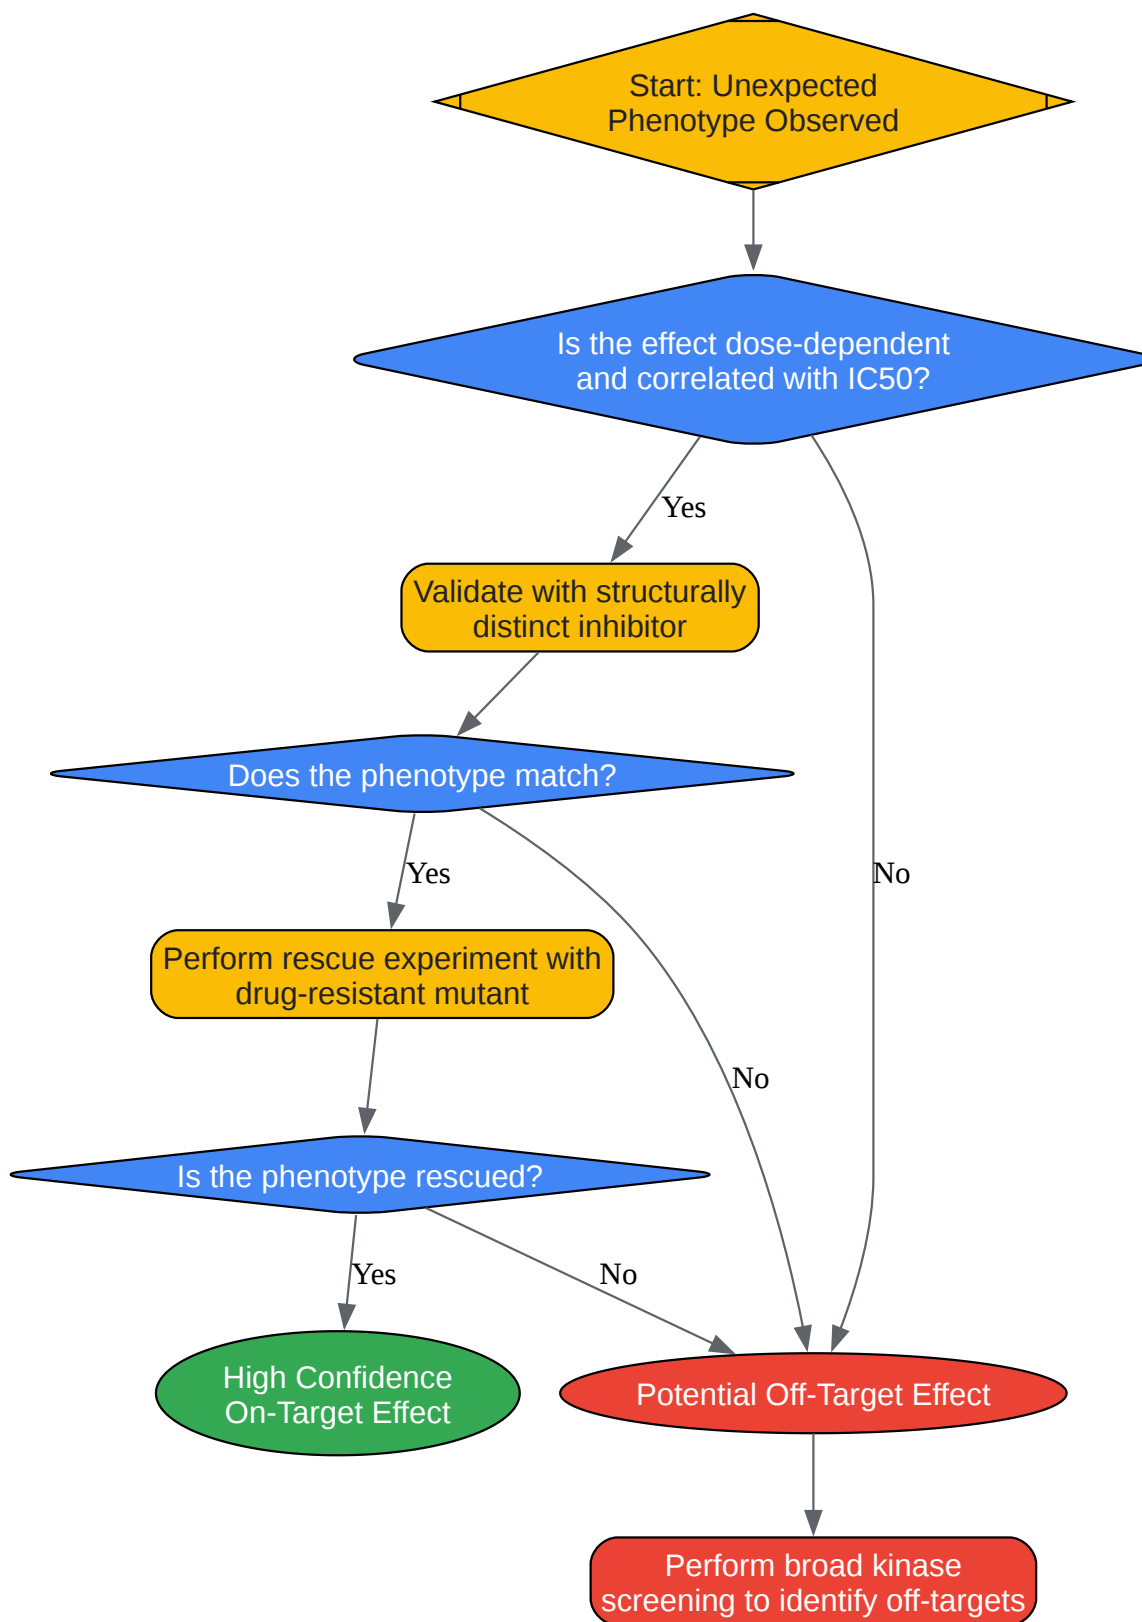 Start: Unexpected
Phenotype Observed
Is the effect dose-dependent
and correlated with IC50?
Yes
Validate with structurally
distinct inhibitor
Does the phenotype match?
Yes
No
Perform rescue experiment with
drug-resistant mutant
No
Is the phenotype rescued?
Yes
No
High Confidence
On-Target Effect
Potential Off-Target Effect
Perform broad kinase
screening to identify off-targets